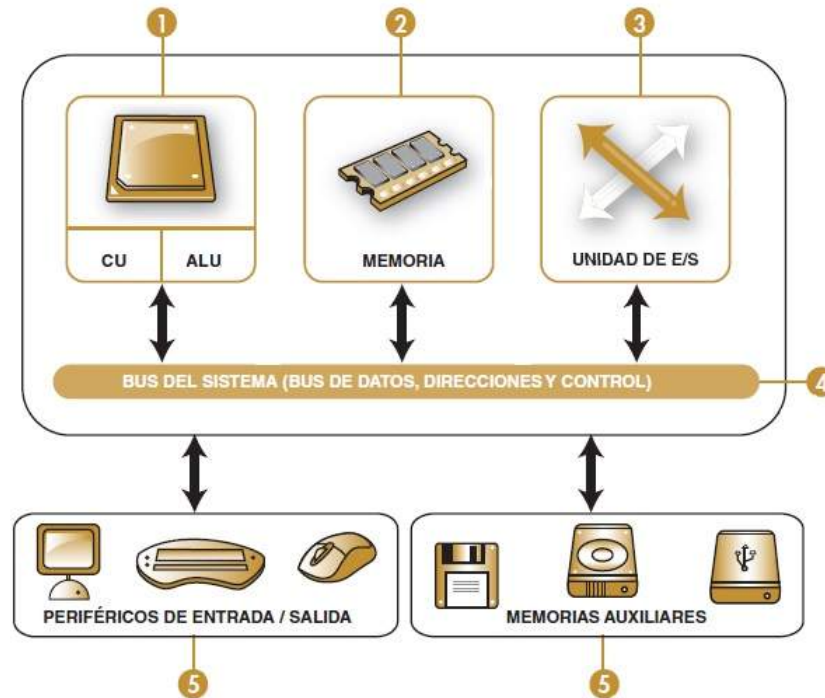 1
2
3
CU
ALU
MEMORIA
UNIDAD DE E/S
BUS DEL SISTEMA (BUS DE DATOS, DIRECCIONES Y CONTROL)
4
PERIFÉRICOS DE ENTRADA / SALIDA
MEMORIAS AUXILIARES
5
5